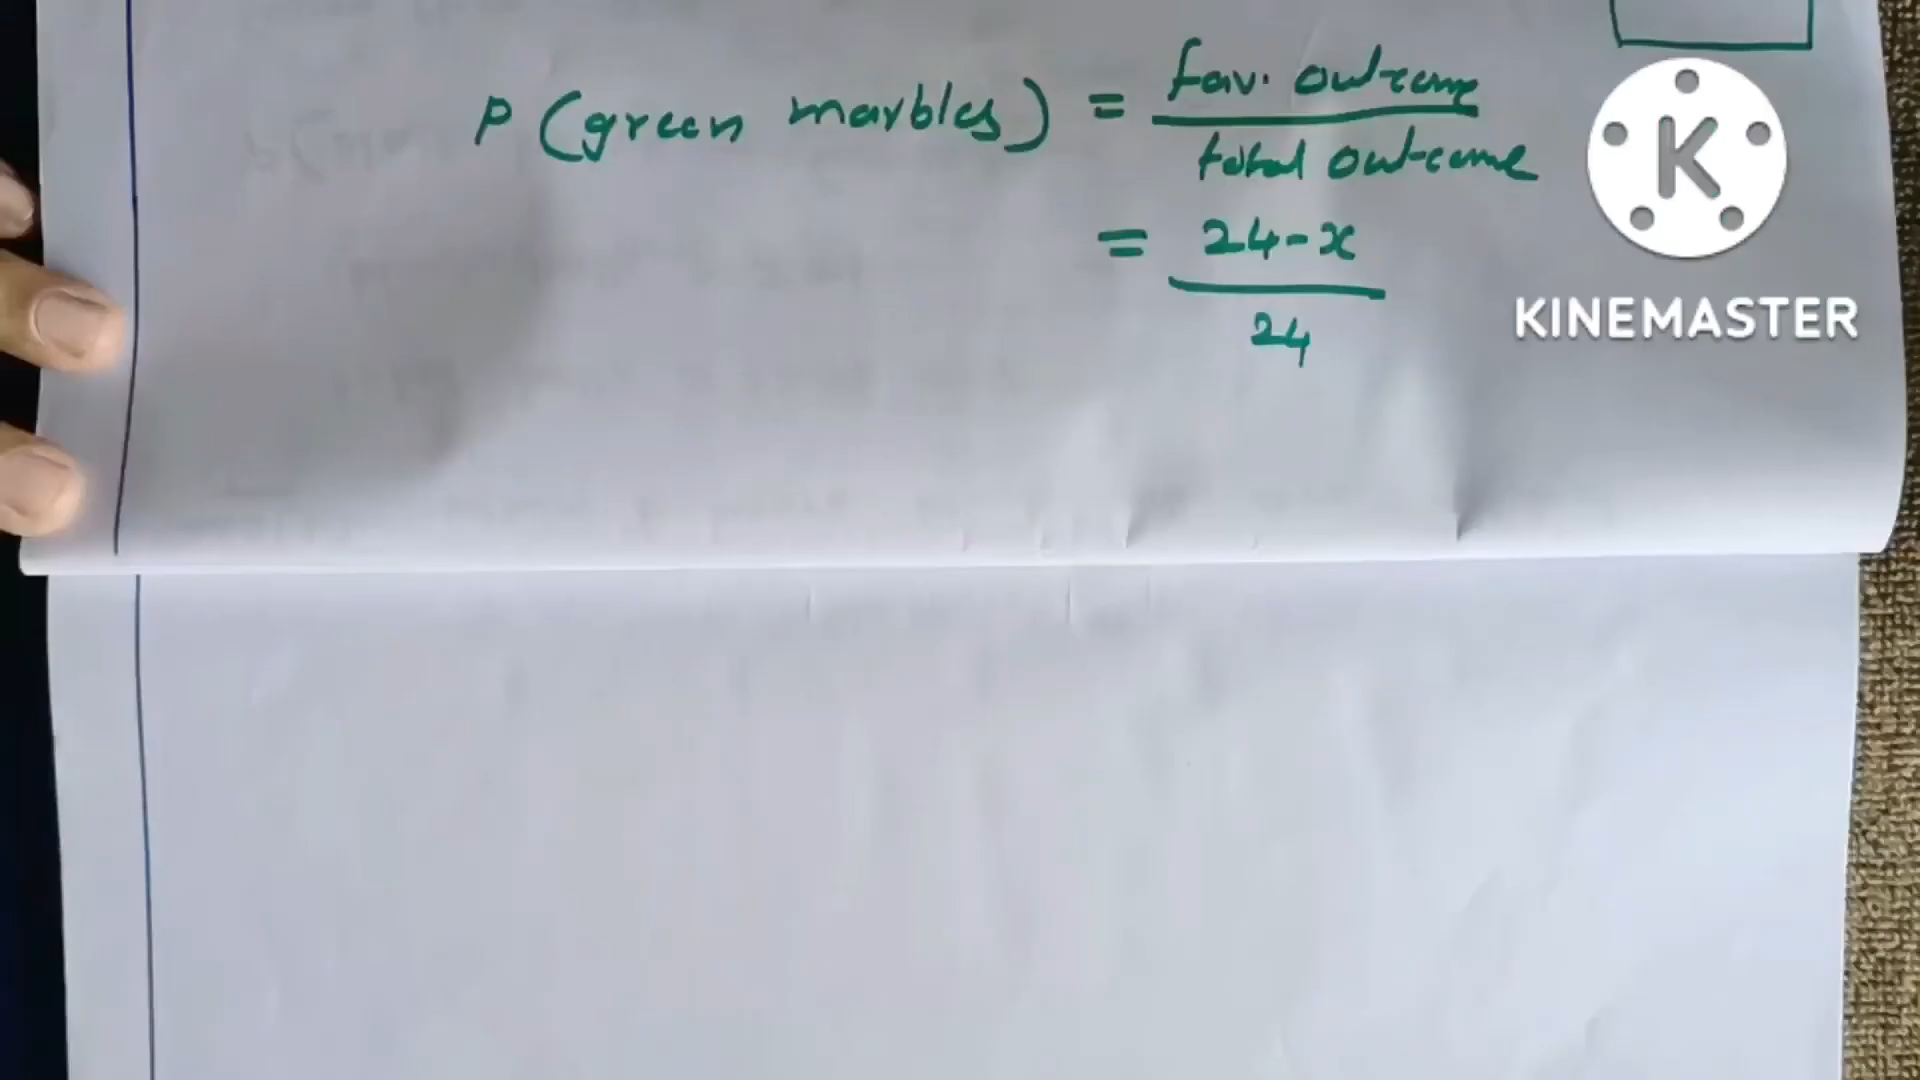 P (green marbles) = fav. outcome
total outcome
= 24-x
24
K
KINEMASTER